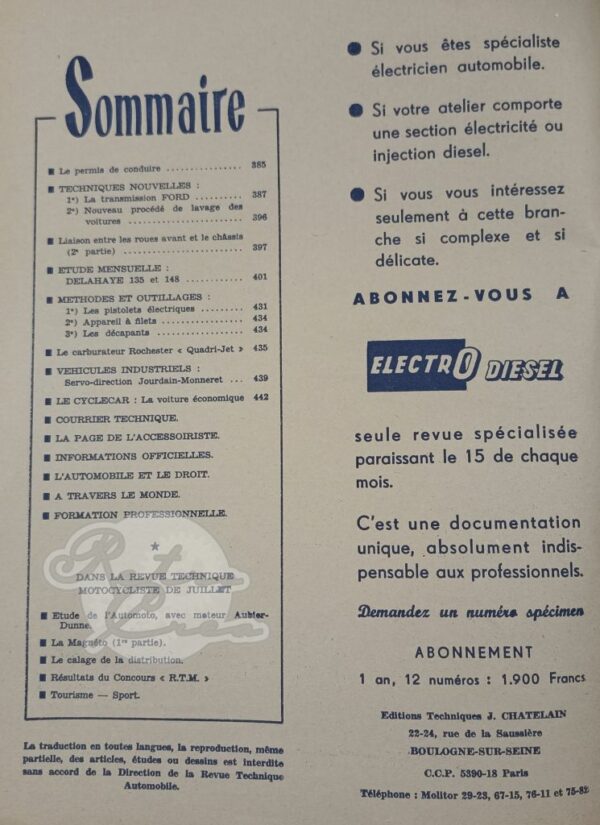 Sommaire
■ Le permis de conduire ................ 385
■ TECHNIQUES NOUVELLES :
1°) La transmission FORD .......... 387
2°) Nouveau procédé de lavage des
voitures ........................ 396
■ Liaison entre les roues avant et le châssis
(2e partie) ........................ 397
■ ETUDE MENSUELLE :
DELAHAYE 135 et 148 ............ 401
■ METHODES ET OUTILLAGES :
1°) Les pistolets électriques ........ 431
2°) Appareil à filets ................ 434
3°) Les décapants .................. 434
■ Le carburateur Rochester « Quadri-Jet » 435
■ VEHICULES INDUSTRIELS :
Servo-direction Jourdain-Monneret ... 439
■ LE CYCLECAR : La voiture économique 442
■ COURRIER TECHNIQUE.
■ LA PAGE DE L'ACCESSOIRISTE.
■ INFORMATIONS OFFICIELLES.
■ L'AUTOMOBILE ET LE DROIT.
■ A TRAVERS LE MONDE.
■ FORMATION PROFESSIONNELLE.
★
DANS LA REVUE TECHNIQUE
MOTOCYCLISTE DE JUILLET
■ Etude de l'Automoto, avec moteur Aubier-
Dunne.
■ La Magnéto (1re partie).
■ Le calage de la distribution.
■ Résultats du Concours « R.T.M. »
■ Tourisme — Sport.
La traduction en toutes langues, la reproduction, même
partielle, des articles, études ou dessins est interdite
sans accord de la Direction de la Revue Technique
Automobile.
● Si vous êtes spécialiste
électricien automobile.
● Si votre atelier comporte
une section électricité ou
injection diesel.
● Si vous vous intéressez
seulement à cette bran-
che si complexe et si
délicate.
ABONNEZ-VOUS A
ELECTRO DIESEL
seule revue spécialisée
paraissant le 15 de chaque
mois.
C'est une documentation
unique, absolument indis-
pensable aux professionnels.
Demandez un numéro spécimen
ABONNEMENT
1 an, 12 numéros : 1.900 Francs
Editions Techniques J. CHATELAIN
22-24, rue de la Saussière
BOULOGNE-SUR-SEINE
C.C.P. 5390-18 Paris
Téléphone : Molitor 29-23, 67-15, 76-11 et 75-82